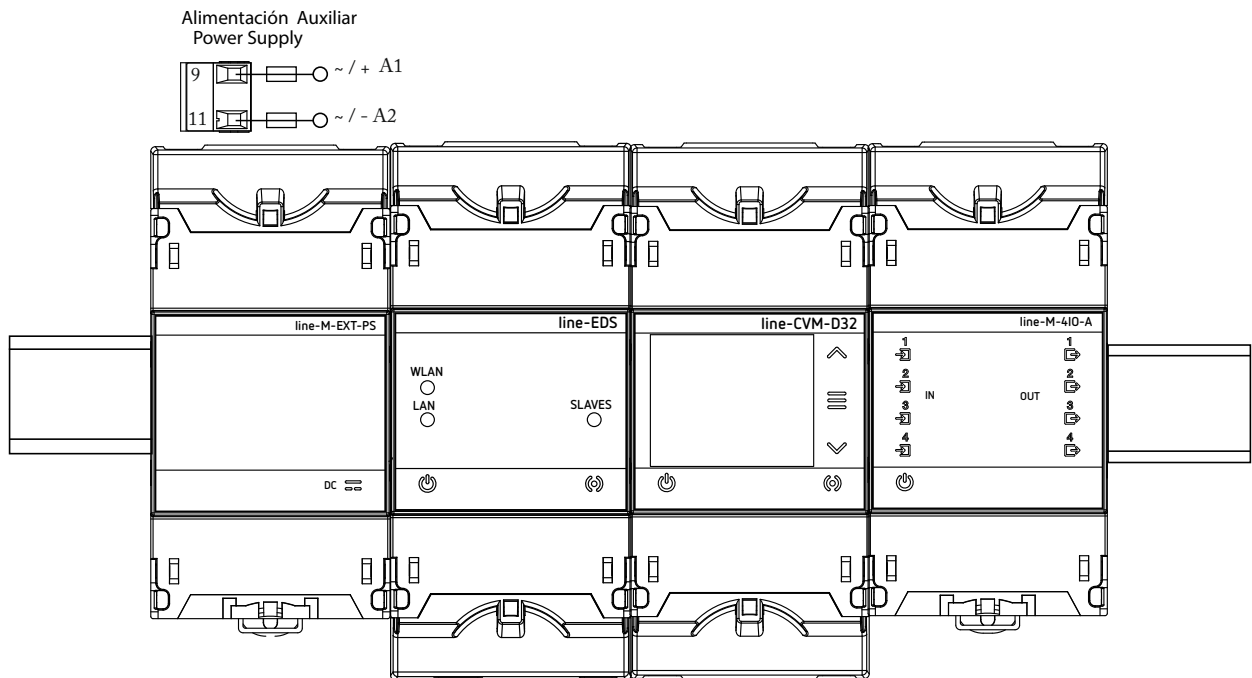 Alimentación Auxiliar
Power Supply
9 ~ / + A1
11 ~ / - A2
line-M-EXT-PS
DC
line-EDS
WLAN
LAN
SLAVES
line-CVM-D32
line-M-4IO-A
1 1
2 2
IN OUT
3 3
4 4